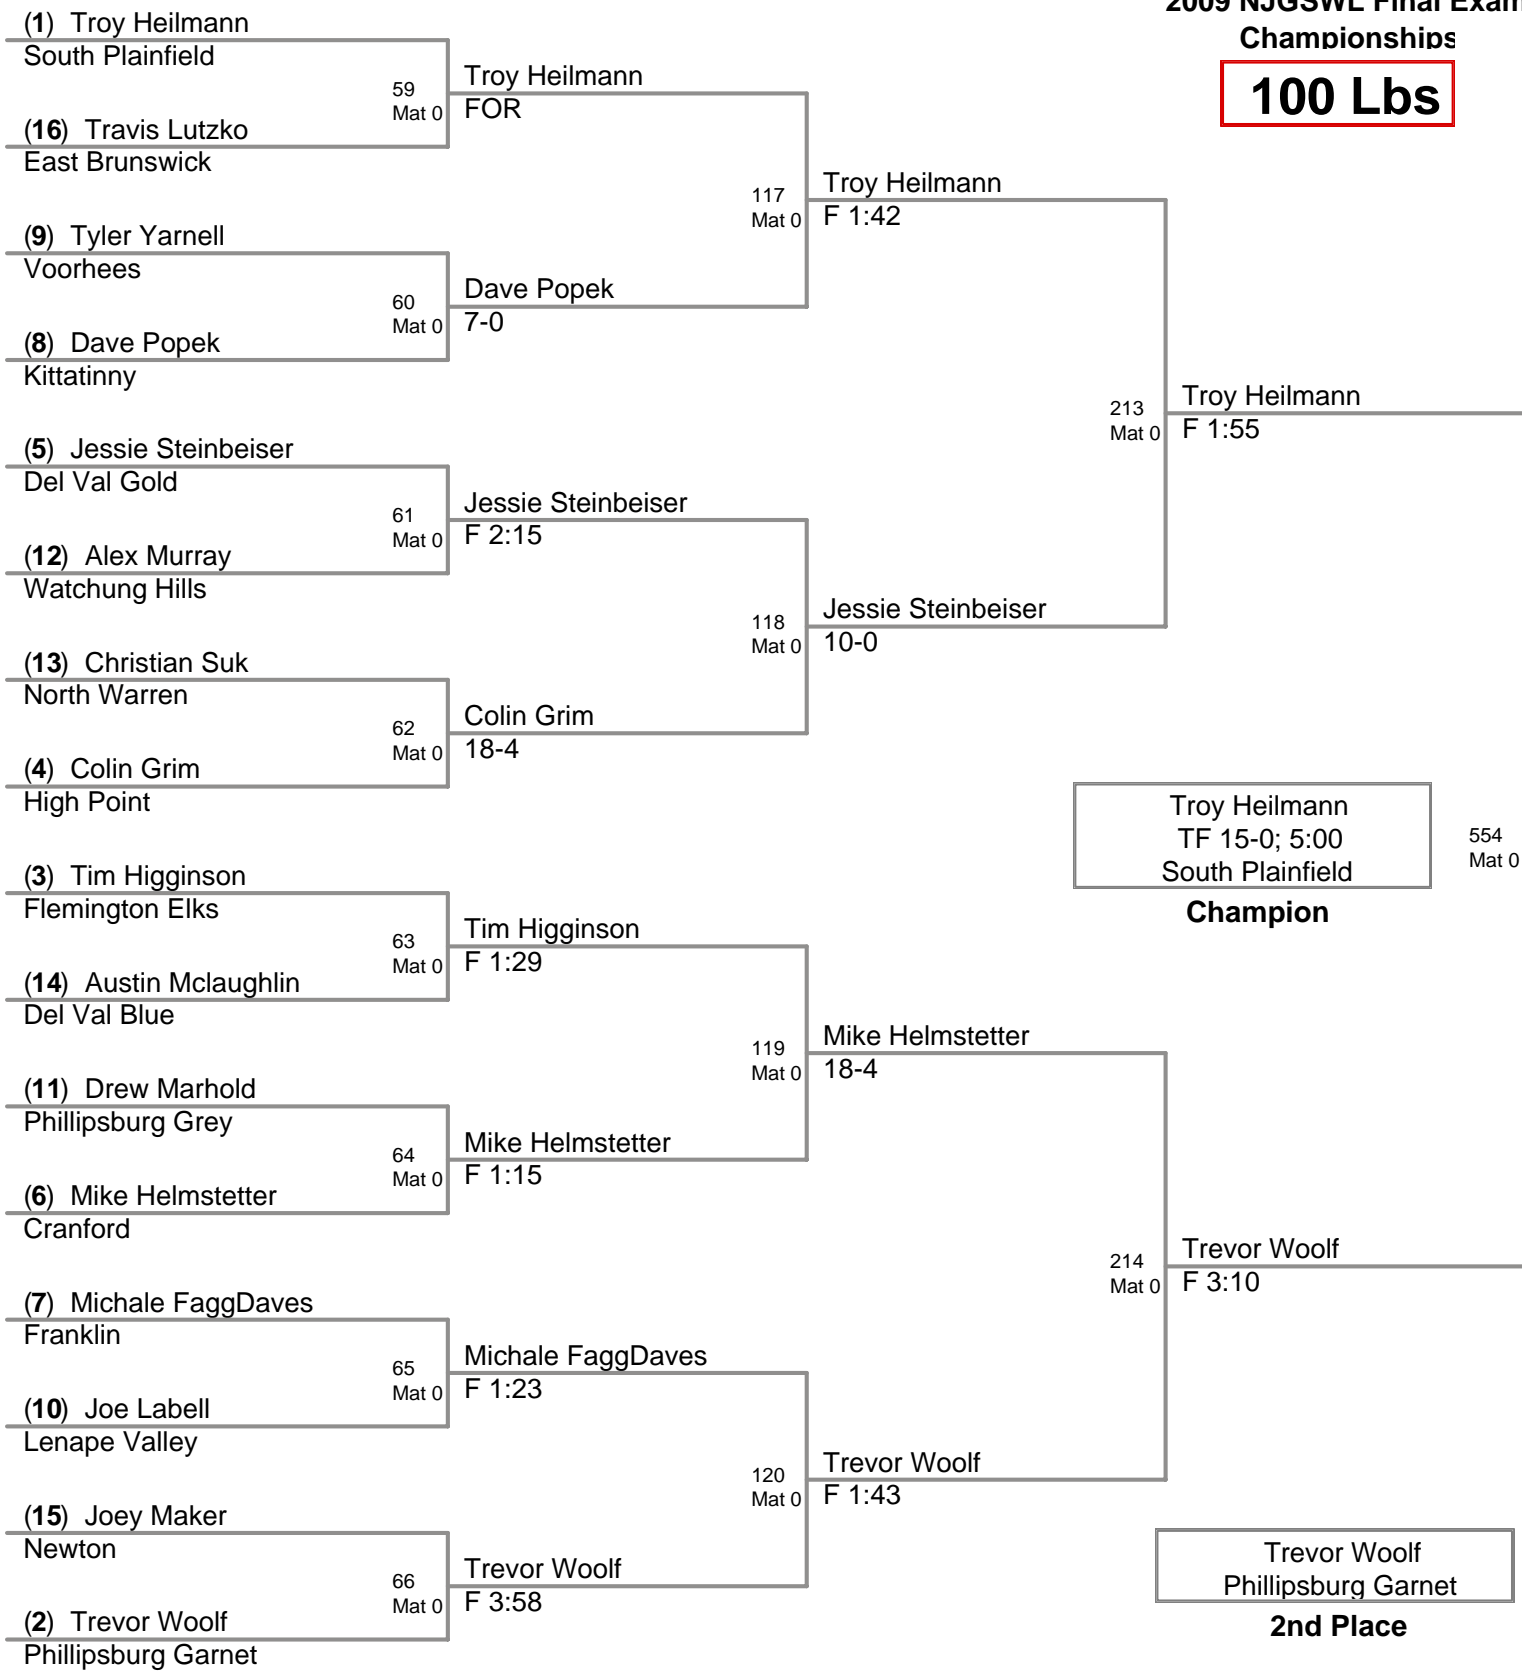 2009 NJGSWL Final Exam
Championships
100 Lbs
(1) Troy Heilmann
South Plainfield
59
Mat 0
Troy Heilmann
FOR
(16) Travis Lutzko
East Brunswick
117
Mat 0
Troy Heilmann
F 1:42
(9) Tyler Yarnell
Voorhees
60
Mat 0
Dave Popek
7-0
(8) Dave Popek
Kittatinny
213
Mat 0
Troy Heilmann
F 1:55
(5) Jessie Steinbeiser
Del Val Gold
61
Mat 0
Jessie Steinbeiser
F 2:15
(12) Alex Murray
Watchung Hills
118
Mat 0
Jessie Steinbeiser
10-0
(13) Christian Suk
North Warren
62
Mat 0
Colin Grim
18-4
(4) Colin Grim
High Point
Troy Heilmann
TF 15-0; 5:00
South Plainfield
Champion
554
Mat 0
(3) Tim Higginson
Flemington Elks
63
Mat 0
Tim Higginson
F 1:29
(14) Austin Mclaughlin
Del Val Blue
119
Mat 0
Mike Helmstetter
18-4
(11) Drew Marhold
Phillipsburg Grey
64
Mat 0
Mike Helmstetter
F 1:15
(6) Mike Helmstetter
Cranford
214
Mat 0
Trevor Woolf
F 3:10
(7) Michale FaggDaves
Franklin
65
Mat 0
Michale FaggDaves
F 1:23
(10) Joe Labell
Lenape Valley
120
Mat 0
Trevor Woolf
F 1:43
(15) Joey Maker
Newton
66
Mat 0
Trevor Woolf
F 3:58
(2) Trevor Woolf
Phillipsburg Garnet
Trevor Woolf
Phillipsburg Garnet
2nd Place